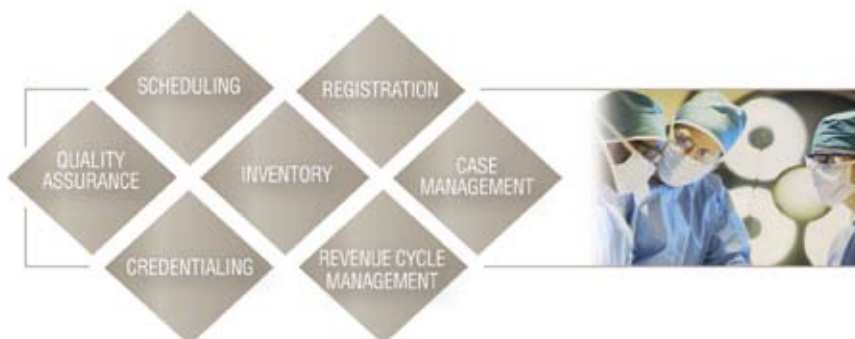 SCHEDULING
REGISTRATION
QUALITY
ASSURANCE
INVENTORY
CASE
MANAGEMENT
CREDENTIALING
REVENUE CYCLE
MANAGEMENT